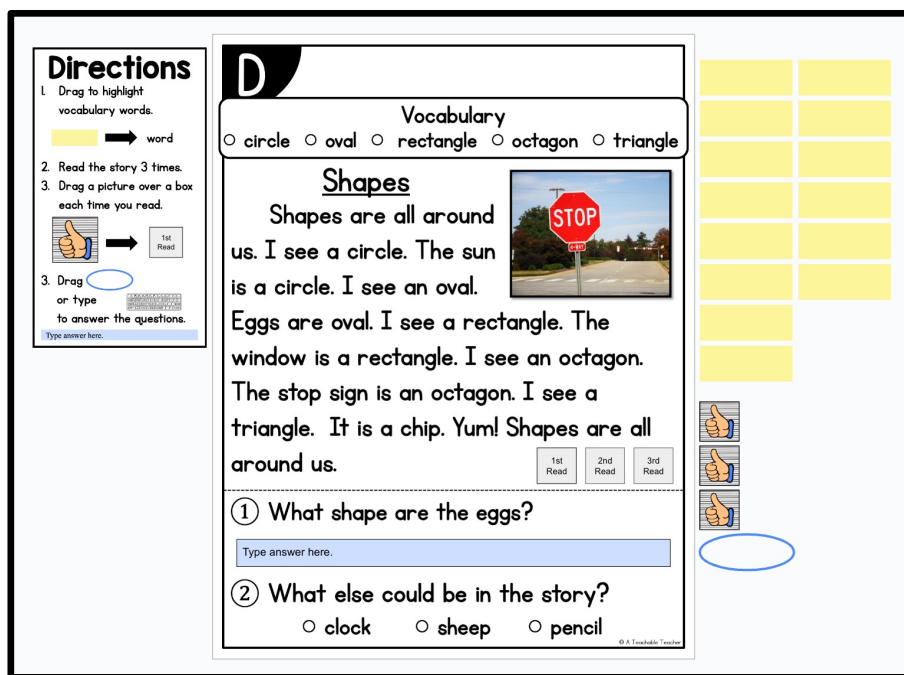 Directions
1. Drag to highlight
vocabulary words.
word
2. Read the story 3 times.
3. Drag a picture over a box
each time you read.
1st
Read
3. Drag
or type
to answer the questions.
Type answer here.
D
Vocabulary
circle oval rectangle octagon triangle
Shapes
Shapes are all around
us. I see a circle. The sun
is a circle. I see an oval.
Eggs are oval. I see a rectangle. The
window is a rectangle. I see an octagon.
The stop sign is an octagon. I see a
triangle. It is a chip. Yum! Shapes are all
around us.
STOP
4-WAY
1st
Read
2nd
Read
3rd
Read
1 What shape are the eggs?
Type answer here.
2 What else could be in the story?
clock sheep pencil
© A Teachable Teacher